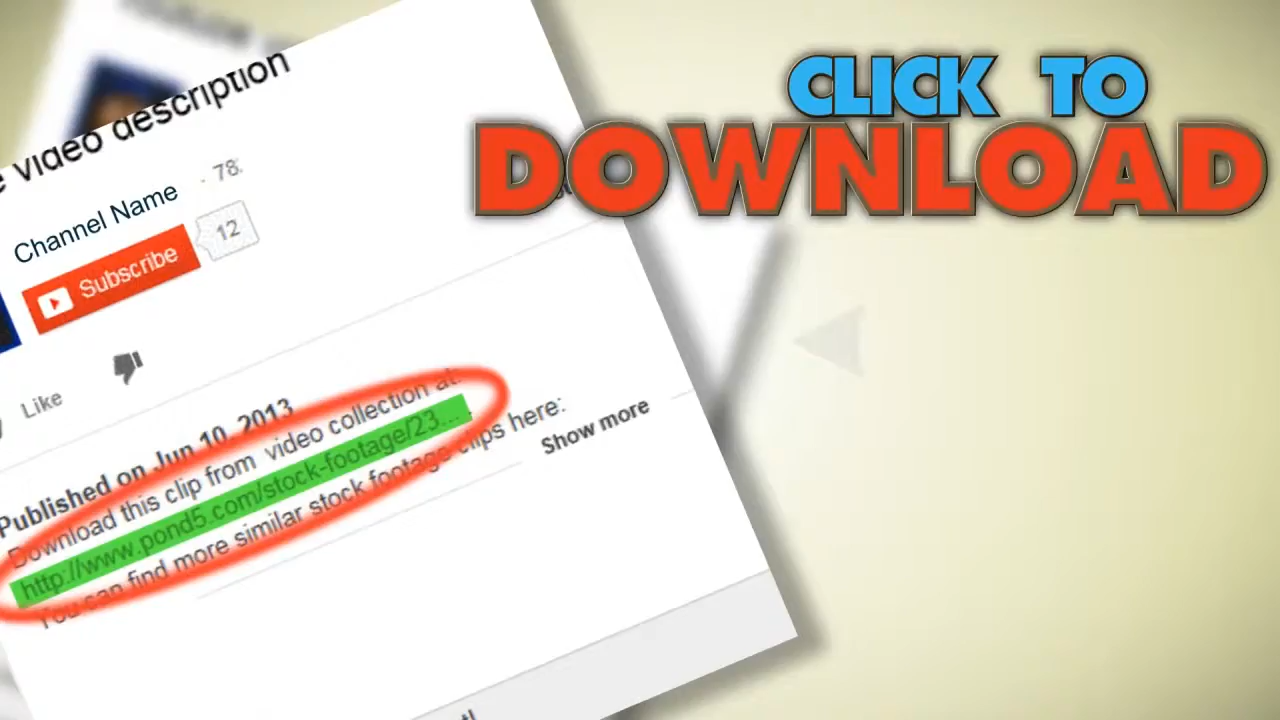 CLICK TO
DOWNLOAD
video description
Channel Name
78
Subscribe
12
Like
Published on Jun 10, 2013
Download this clip from video collection at
http://www.pond5.com/stock-footage/23...
You can find more similar stock footage clips here:
Show more